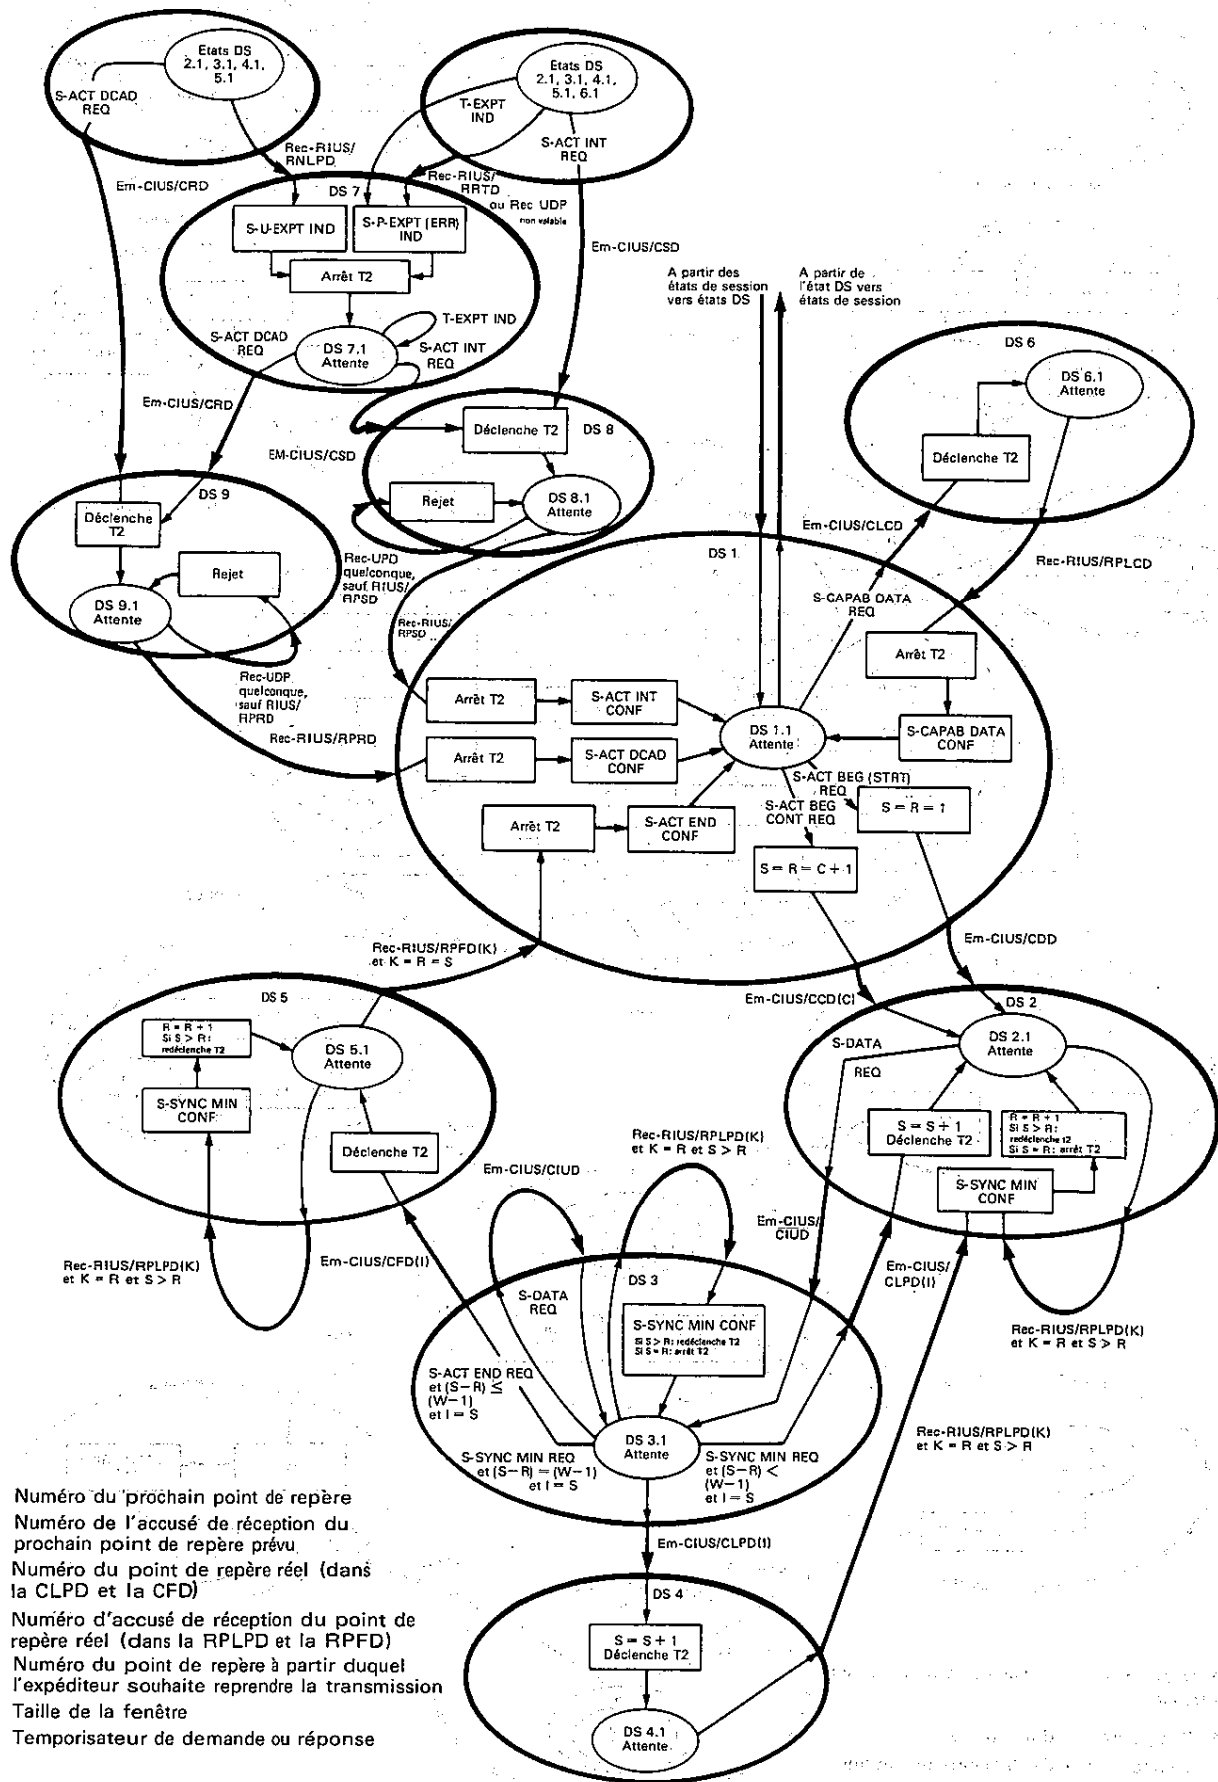 Etats DS
2.1, 3.1, 4.1,
5.1
S-ACT DCAD
REQ
Rec-RIUS/
RNLPD
Em-CIUS/CRD
Etats DS
2.1, 3.1, 4.1,
5.1, 6.1
T-EXPT
IND
S-ACT INT
REQ
Rec-RIUS/
RRTD
ou Rec UDP
non valable
Em-CIUS/CSD
DS 7
S-U-EXPT IND
S-P-EXPT (ERR)
IND
Arrêt T2
DS 7.1
Attente
T-EXPT IND
S-ACT DCAD
REQ
S-ACT INT
REQ
Em-CIUS/CRD
EM-CIUS/CSD
A partir des
états de session
vers états DS
A partir de
l'état DS vers
états de session
DS 6
DS 6.1
Attente
Déclenche T2
Em-CIUS/CLCD
Rec-RIUS/RPLCD
DS 8
Déclenche T2
Rejet
DS 8.1
Attente
Rec-UPD
quelconque,
sauf RIUS/
RPSD
Rec-RIUS/
RPSD
DS 9
Déclenche
T2
Rejet
DS 9.1
Attente
Rec-UDP
quelconque,
sauf RIUS/
RPRD
Rec-RIUS/RPRD
DS 1
S-CAPAB DATA
REQ
Arrêt T2
S-CAPAB DATA
CONF
Arrêt T2
S-ACT INT
CONF
DS 1.1
Attente
Arrêt T2
S-ACT DCAD
CONF
Arrêt T2
S-ACT END
CONF
S-ACT BEG (STRT)
REQ
S = R = 1
S-ACT BEG
CONT REQ
S = R = C + 1
Rec-RIUS/RPFD(K)
et K = R = S
Em-CIUS/CDD
Em-CIUS/CCD(C)
DS 5
R = R + 1
Si S > R:
redéclenche T2
DS 5.1
Attente
S-SYNC MIN
CONF
Déclenche T2
Rec-RIUS/RPLPD(K)
et K = R et S > R
Em-CIUS/CFD(I)
DS 2
DS 2.1
Attente
S-DATA
REQ
S = S + 1
Déclenche T2
R = R + 1
Si S > R:
redéclenche t2
Si S = R: arrêt T2
S-SYNC MIN
CONF
Em-CIUS/
CIUD
Em-CIUS/
CLPD(I)
Rec-RIUS/RPLPD(K)
et K = R et S > R
Em-CIUS/CIUD
Rec-RIUS/RPLPD(K)
et K = R et S > R
DS 3
S-DATA
REQ
S-SYNC MIN CONF
Si S > R: redéclenche T2
Si S = R: arrêt T2
S-ACT END REQ
et (S–R) ≤
(W–1)
et I = S
DS 3.1
Attente
S-SYNC MIN REQ
et (S–R) = (W–1)
et I = S
S-SYNC MIN REQ
et (S–R) <
(W–1)
et I = S
Rec-RIUS/RPLPD(K)
et K = R et S > R
Em-CIUS/CLPD(I)
DS 4
S = S + 1
Déclenche T2
DS 4.1
Attente
Numéro du prochain point de repère
Numéro de l'accusé de réception du
prochain point de repère prévu
Numéro du point de repère réel (dans
la CLPD et la CFD)
Numéro d'accusé de réception du point de
repère réel (dans la RPLPD et la RPFD)
Numéro du point de repère à partir duquel
l'expéditeur souhaite reprendre la transmission
Taille de la fenêtre
Temporisateur de demande ou réponse